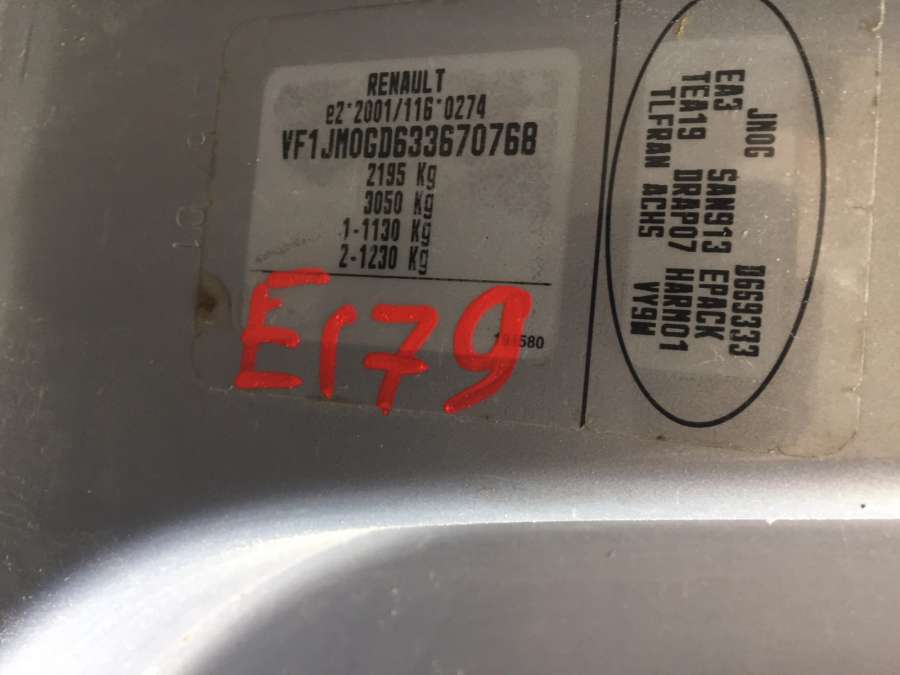 RENAULT
e2*2001/116*0274
VF1JM0GD633670768
2195 Kg
3050 Kg
1-1130 Kg
2-1230 Kg
E179
JM0G D669333
EA3 SAN913 EPACK
TEA19 DRAP07 HARM01
TLFRAN ACHS VY9W